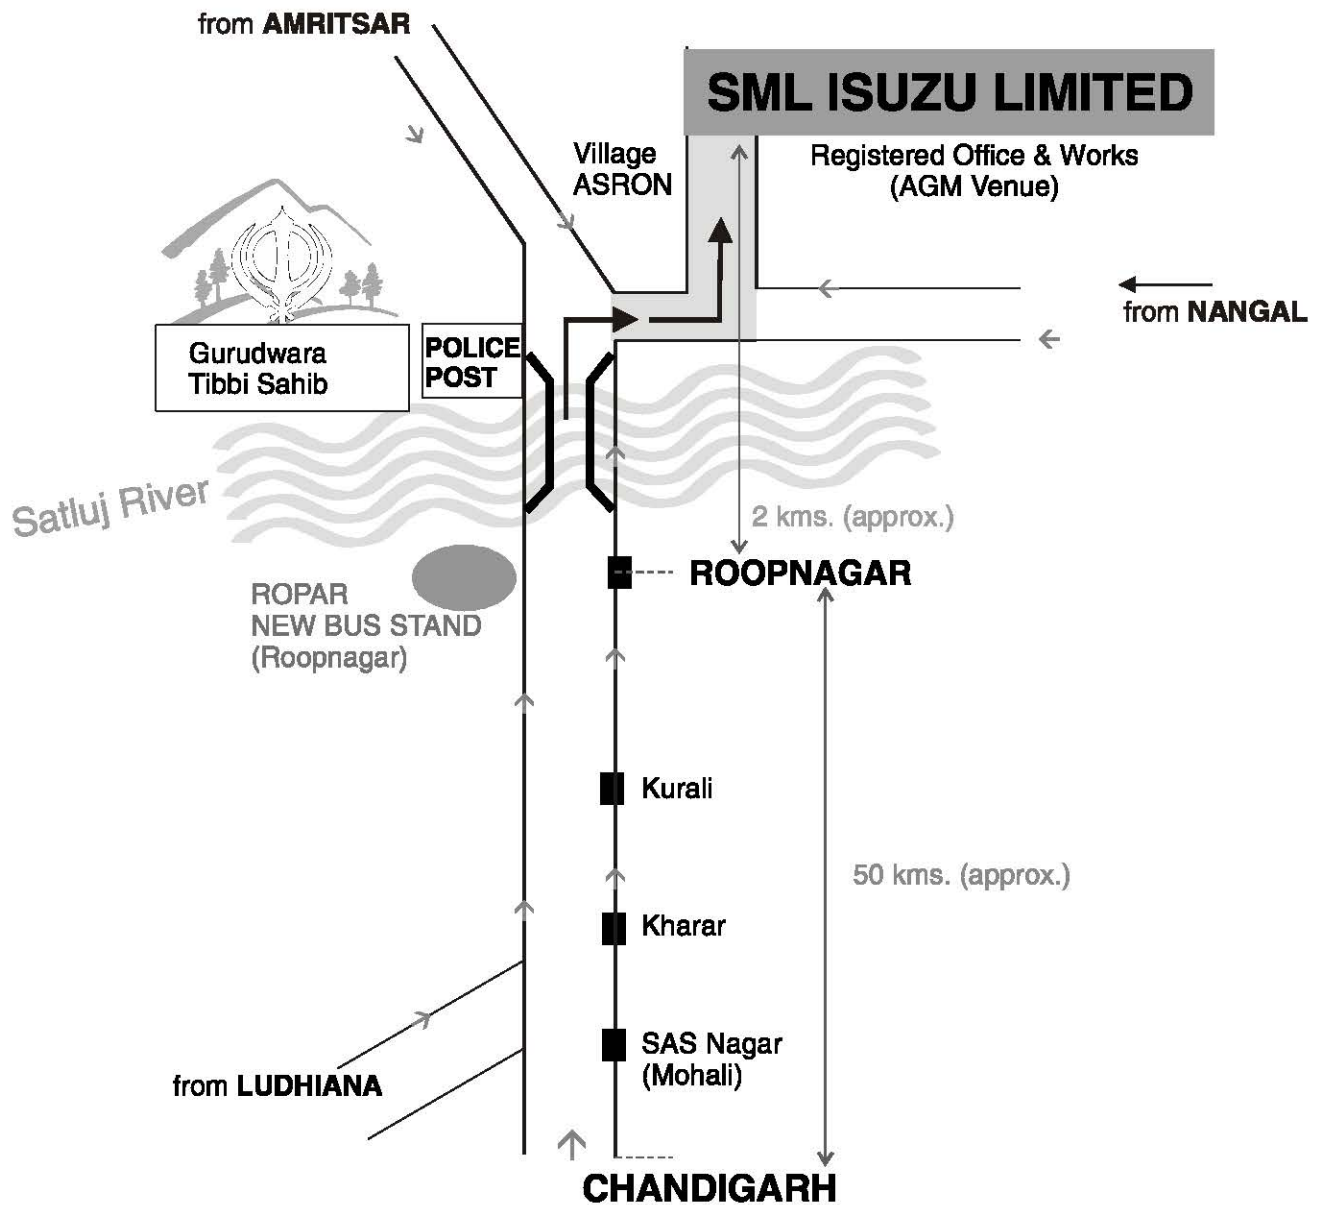 from AMRITSAR
SML ISUZU LIMITED
Village
ASRON
Registered Office & Works
(AGM Venue)
from NANGAL
Gurudwara
Tibbi Sahib
POLICE
POST
Satluj River
2 kms. (approx.)
ROOPNAGAR
ROPAR
NEW BUS STAND
(Roopnagar)
Kurali
50 kms. (approx.)
Kharar
SAS Nagar
(Mohali)
from LUDHIANA
CHANDIGARH